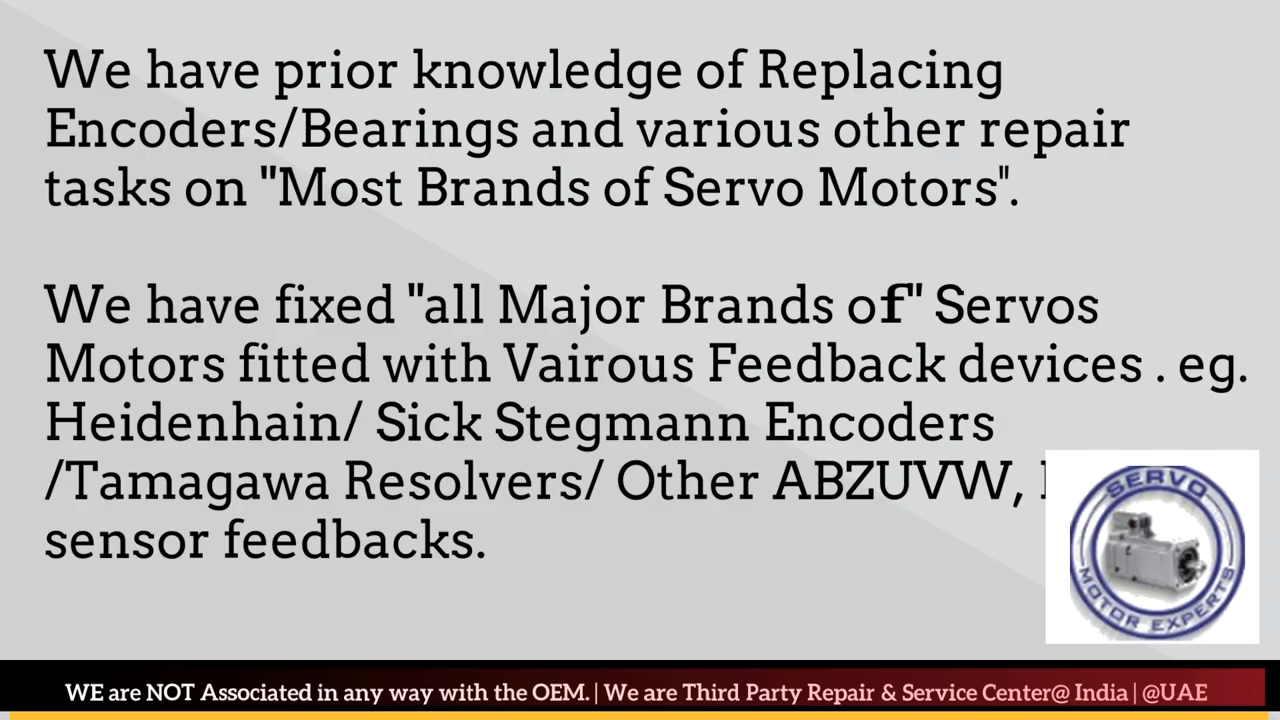 We have prior knowledge of Replacing
Encoders/Bearings and various other repair
tasks on "Most Brands of Servo Motors".
We have fixed "all Major Brands of" Servos
Motors fitted with Vairous Feedback devices . eg.
Heidenhain/ Sick Stegmann Encoders
/Tamagawa Resolvers/ Other ABZUVW,
sensor feedbacks.
SERVO
MOTOR EXPERTS
WE are NOT Associated in any way with the OEM. | We are Third Party Repair & Service Center@ India | @UAE